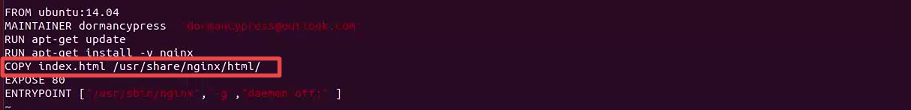 FROM ubuntu:14.04
MAINTAINER dormancypress dormancypress@outlook.com
RUN apt-get update
RUN apt-get install -y nginx
COPY index.html /usr/share/nginx/html/
EXPOSE 80
ENTRYPOINT ["/usr/sbin/nginx","-g","daemon off;" ]
~